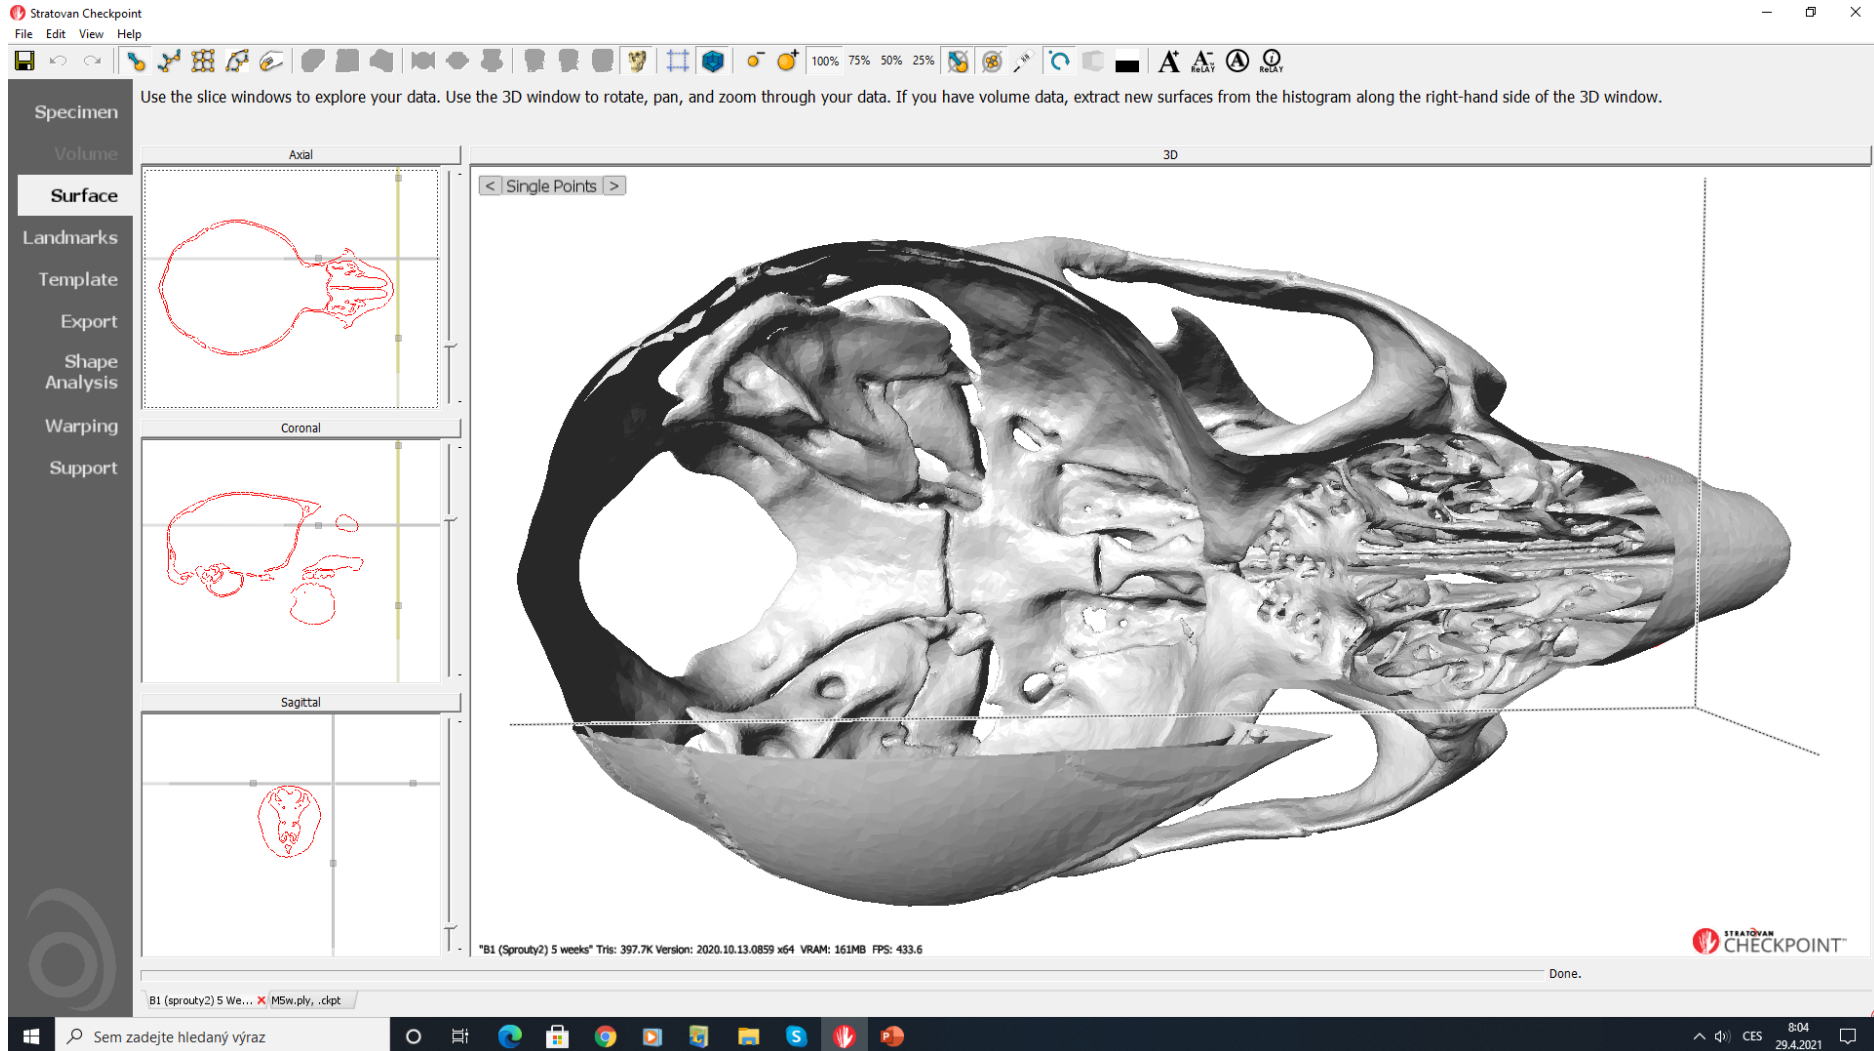 Stratovan Checkpoint
File Edit View Help
100% 75% 50% 25% A+ A- ReLAY A i ReLAY
Use the slice windows to explore your data. Use the 3D window to rotate, pan, and zoom through your data. If you have volume data, extract new surfaces from the histogram along the right-hand side of the 3D window.
Specimen
Volume
Surface
Landmarks
Template
Export
Shape
Analysis
Warping
Support
Axial
Coronal
Sagittal
3D
< Single Points >
"B1 (Sprouty2) 5 weeks" Tris: 397.7K Version: 2020.10.13.0859 x64 VRAM: 161MB FPS: 433.6
STRATOVAN
CHECKPOINT™
Done.
B1 (sprouty2) 5 We... M5w.ply, .ckpt
Sem zadejte hledaný výraz
CES
8:04
29.4.2021